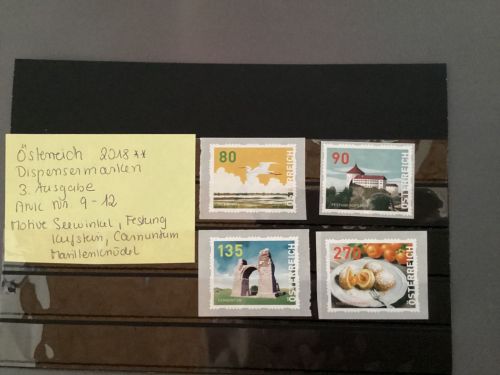 Österreich 2018 **
Dispensermarken
3. Ausgabe
ANK Nr. 9-12
Motive Seewinkel, Festung
Kufstein, Carnuntum
Marillenknödel
80
ÖSTERREICH
90
ÖSTERREICH
135
ÖSTERREICH
CARNUNTUM
270
ÖSTERREICH